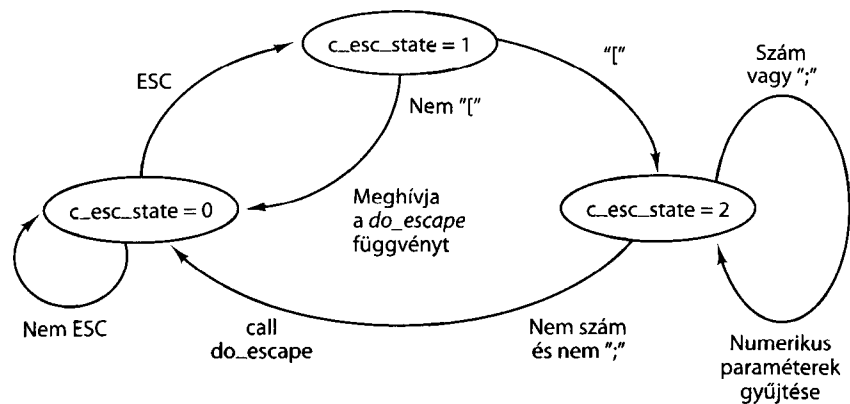 c_esc_state = 1
"["
Szám
vagy ";"
ESC
Nem "["
c_esc_state = 0
Meghívja
a do_escape
függvényt
c_esc_state = 2
Nem ESC
call
do_escape
Nem szám
és nem ";"
Numerikus
paraméterek
gyűjtése